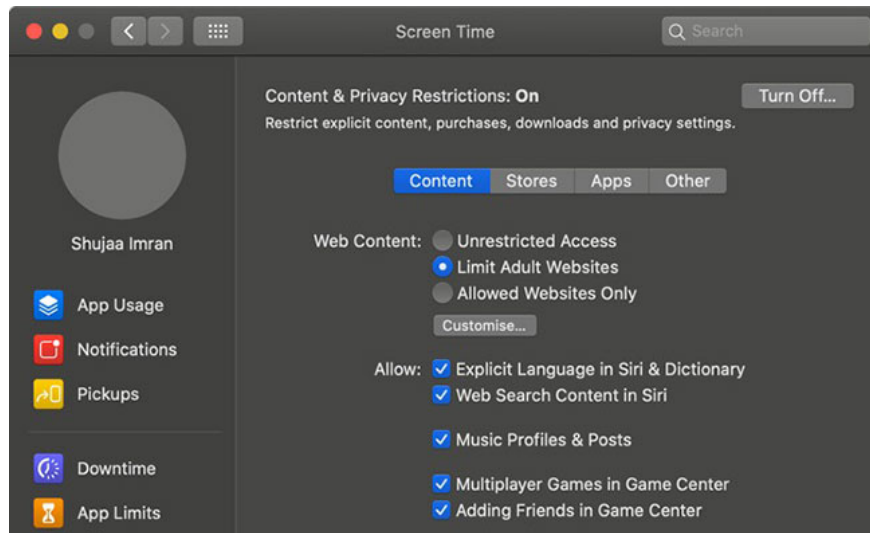 Screen Time
Search
Content & Privacy Restrictions: On
Turn Off...
Restrict explicit content, purchases, downloads and privacy settings.
Content Stores Apps Other
Shujaa Imran
Web Content: Unrestricted Access
Limit Adult Websites
Allowed Websites Only
Customise...
App Usage
Notifications
Pickups
Allow: Explicit Language in Siri & Dictionary
Web Search Content in Siri
Music Profiles & Posts
Multiplayer Games in Game Center
Adding Friends in Game Center
Downtime
App Limits